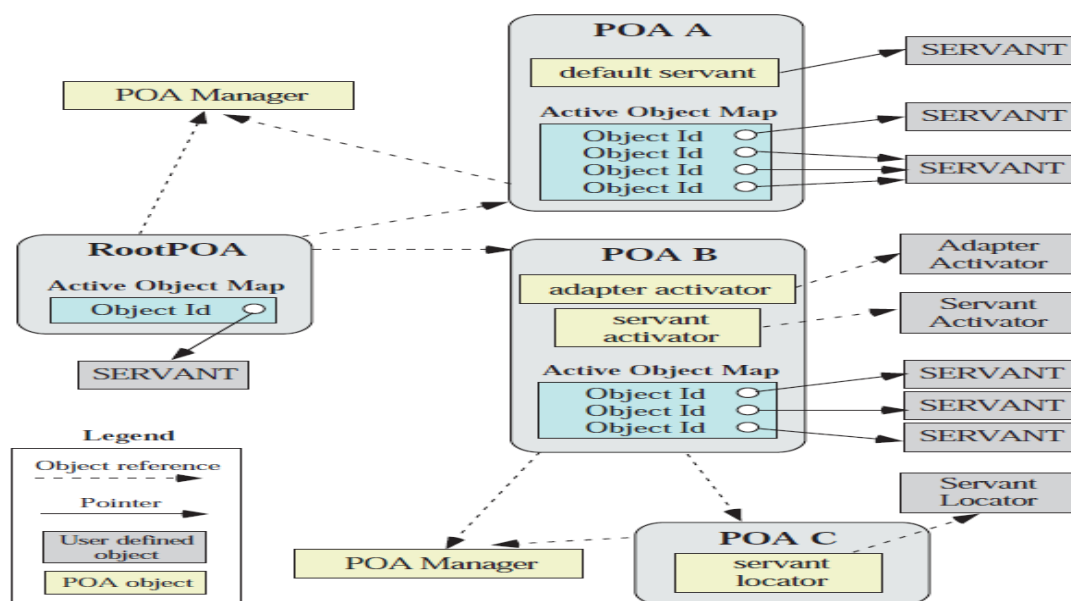 POA A
default servant
Active Object Map
Object Id
Object Id
Object Id
Object Id
SERVANT
SERVANT
SERVANT
POA Manager
RootPOA
Active Object Map
Object Id
SERVANT
POA B
adapter activator
servant
activator
Active Object Map
Object Id
Object Id
Object Id
Adapter
Activator
Servant
Activator
SERVANT
SERVANT
SERVANT
Legend
Object reference
Pointer
User defined
object
POA object
POA Manager
POA C
servant
locator
Servant
Locator